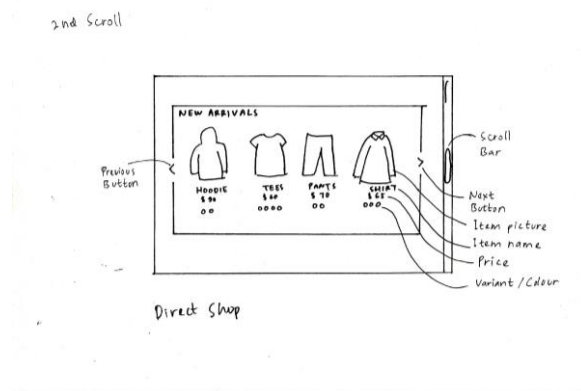 2nd Scroll
NEW ARRIVALS
Previous
Button
HOODIE
$90
TEES
$60
PANTS
$70
SHIRT
$65
Scroll
Bar
Next
Button
Item picture
Item name
Price
Variant / Colour
Direct Shop